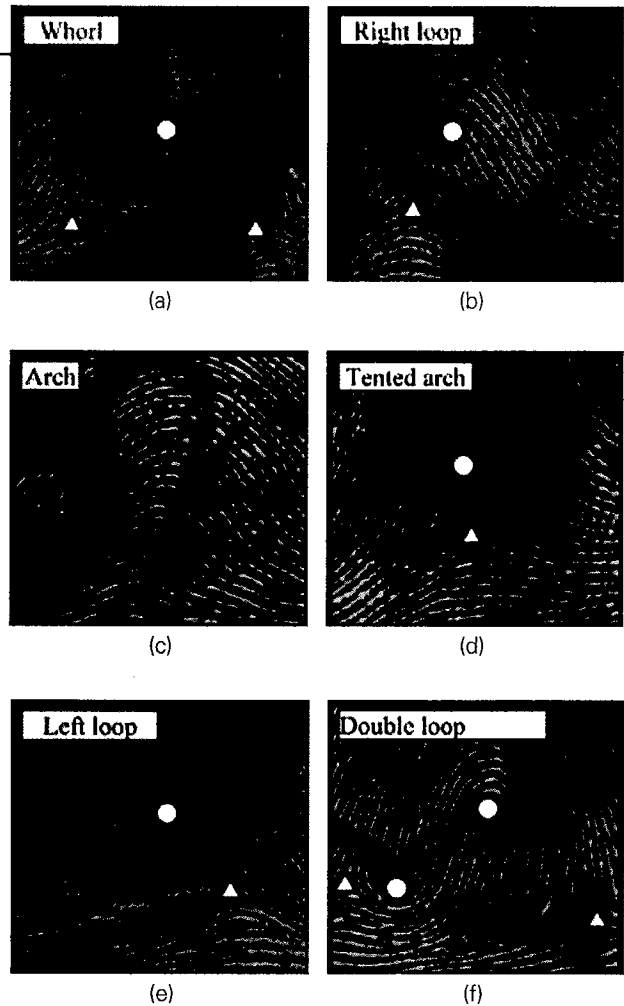 Whorl
Right loop
(a)
(b)
Arch
Tented arch
(c)
(d)
Left loop
Double loop
(e)
(f)